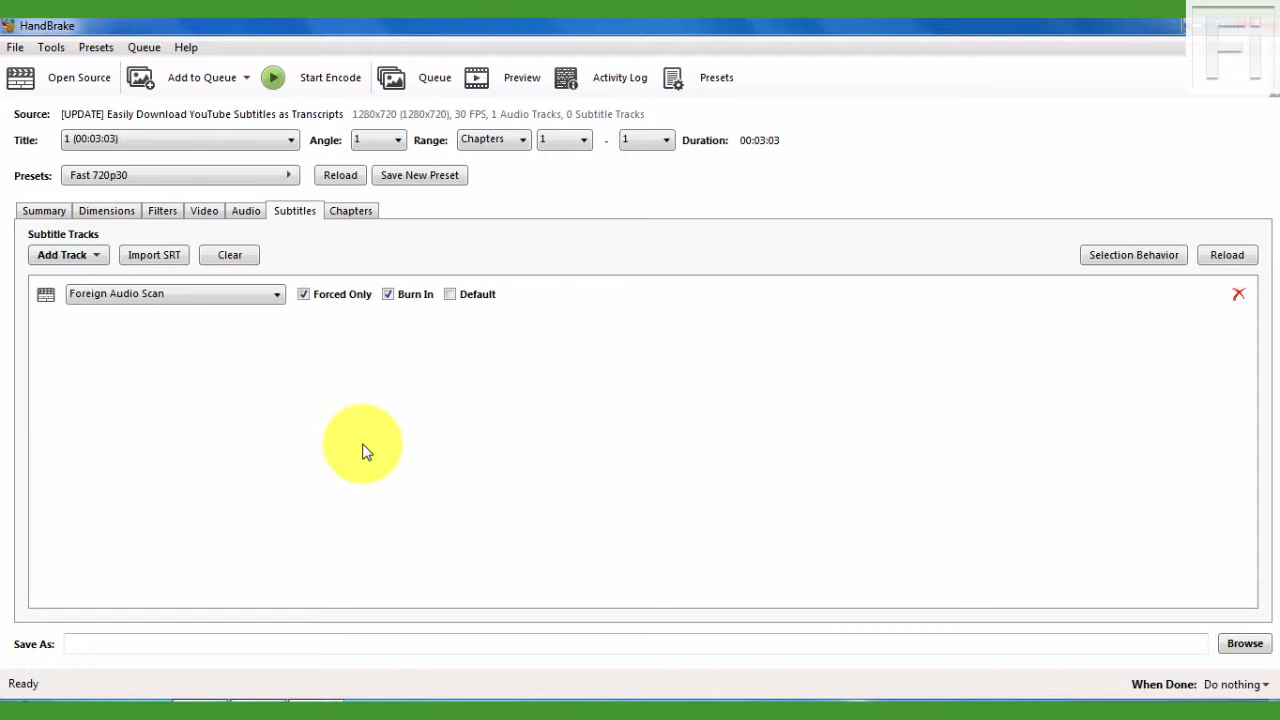 HandBrake
File Tools Presets Queue Help
Open Source Add to Queue Start Encode Queue Preview Activity Log Presets
Source: [UPDATE] Easily Download YouTube Subtitles as Transcripts 1280x720 (1280x720), 30 FPS, 1 Audio Tracks, 0 Subtitle Tracks
Title: 1 (00:03:03) Angle: 1 Range: Chapters 1 - 1 Duration: 00:03:03
Presets: Fast 720p30 Reload Save New Preset
Summary Dimensions Filters Video Audio Subtitles Chapters
Subtitle Tracks
Add Track Import SRT Clear Selection Behavior Reload
Foreign Audio Scan Forced Only Burn In Default
Save As: Browse
Ready When Done: Do nothing